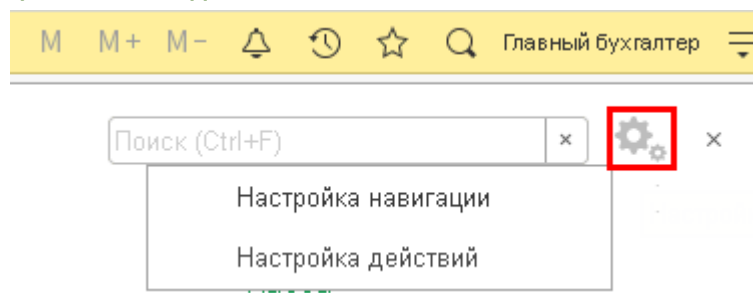 M M+ M- Главный бухгалтер
Поиск (Ctrl+F) ×
Настройка навигации
Настройка действий